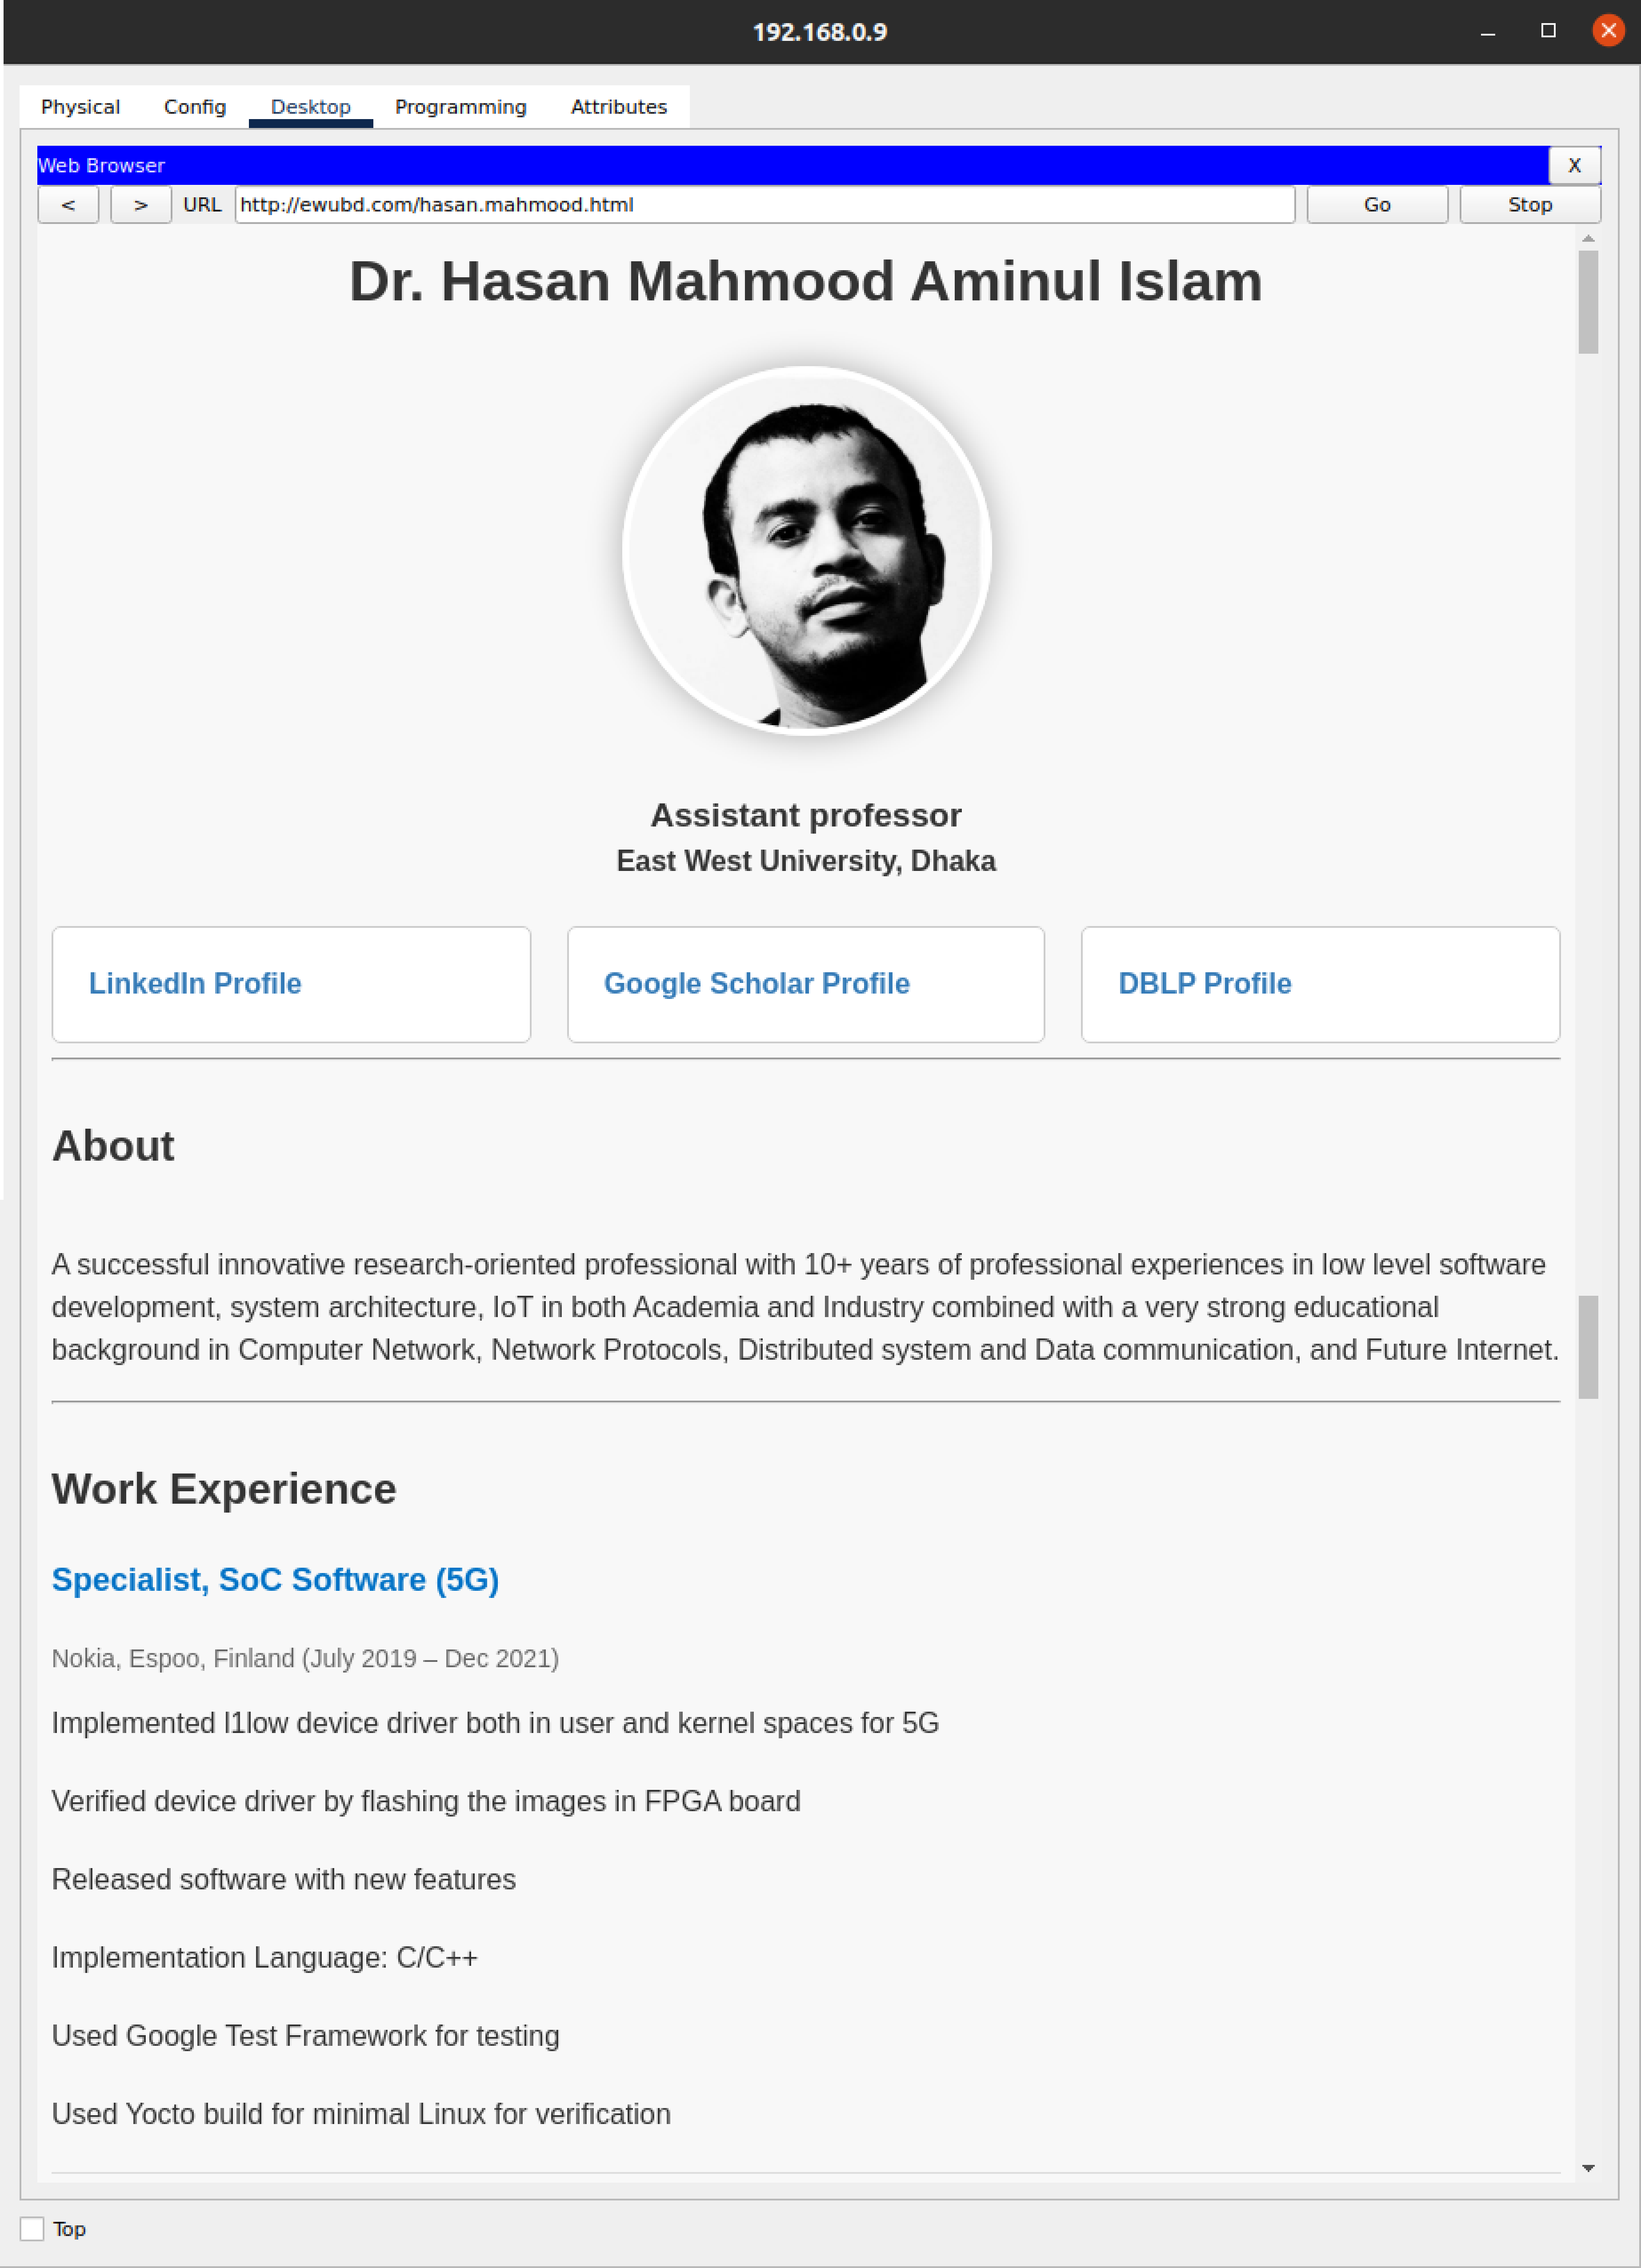 192.168.0.9
Physical Config Desktop Programming Attributes
Web Browser X
< > URL http://ewubd.com/hasan.mahmood.html Go Stop
Dr. Hasan Mahmood Aminul Islam
Assistant professor
East West University, Dhaka
LinkedIn Profile Google Scholar Profile DBLP Profile
About
A successful innovative research-oriented professional with 10+ years of professional experiences in low level software
development, system architecture, IoT in both Academia and Industry combined with a very strong educational
background in Computer Network, Network Protocols, Distributed system and Data communication, and Future Internet.
Work Experience
Specialist, SoC Software (5G)
Nokia, Espoo, Finland (July 2019 – Dec 2021)
Implemented l1low device driver both in user and kernel spaces for 5G
Verified device driver by flashing the images in FPGA board
Released software with new features
Implementation Language: C/C++
Used Google Test Framework for testing
Used Yocto build for minimal Linux for verification
Top